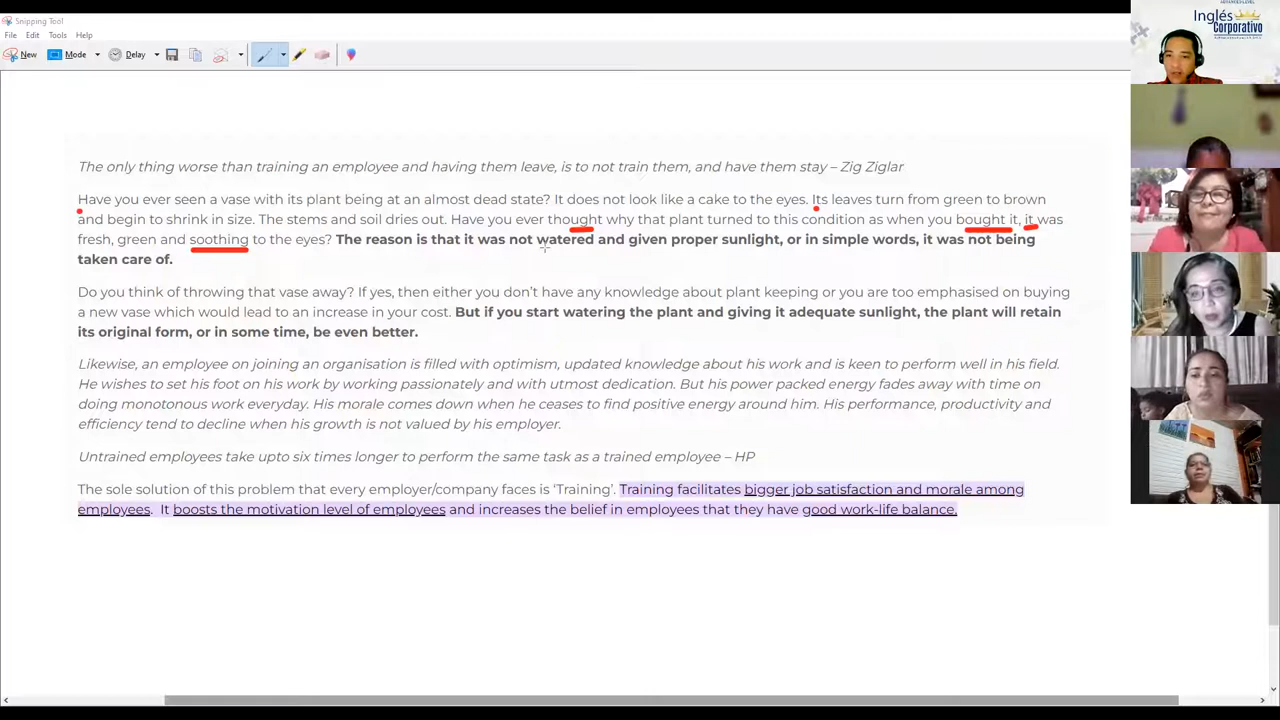 Snipping Tool
File Edit Tools Help
New Mode Delay
The only thing worse than training an employee and having them leave, is to not train them, and have them stay – Zig Ziglar
Have you ever seen a vase with its plant being at an almost dead state? It does not look like a cake to the eyes. Its leaves turn from green to brown
and begin to shrink in size. The stems and soil dries out. Have you ever thought why that plant turned to this condition as when you bought it, it was
fresh, green and soothing to the eyes? The reason is that it was not watered and given proper sunlight, or in simple words, it was not being
taken care of.
Do you think of throwing that vase away? If yes, then either you don't have any knowledge about plant keeping or you are too emphasised on buying
a new vase which would lead to an increase in your cost. But if you start watering the plant and giving it adequate sunlight, the plant will retain
its original form, or in some time, be even better.
Likewise, an employee on joining an organisation is filled with optimism, updated knowledge about his work and is keen to perform well in his field.
He wishes to set his foot on his work by working passionately and with utmost dedication. But his power packed energy fades away with time on
doing monotonous work everyday. His morale comes down when he ceases to find positive energy around him. His performance, productivity and
efficiency tend to decline when his growth is not valued by his employer.
Untrained employees take upto six times longer to perform the same task as a trained employee – HP
The sole solution of this problem that every employer/company faces is ‘Training’. Training facilitates bigger job satisfaction and morale among
employees. It boosts the motivation level of employees and increases the belief in employees that they have good work-life balance.
Inglés
Corporativo